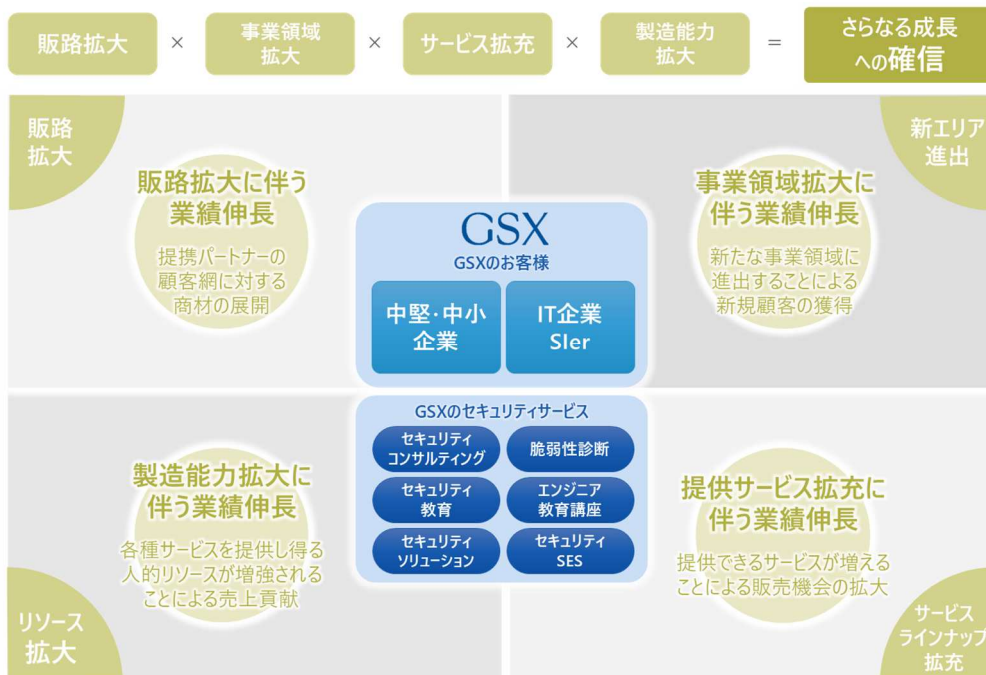 販路拡大
×
事業領域
拡大
×
サービス拡充
×
製造能力
拡大
=
さらなる成長
への確信
販路
拡大
販路拡大に伴う
業績伸長
提携パートナーの
顧客網に対する
商材の展開
新エリア
進出
事業領域拡大に
伴う業績伸長
新たな事業領域に
進出することによる
新規顧客の獲得
GSX
GSXのお客様
中堅・中小
企業
IT企業
SIer
GSXのセキュリティサービス
セキュリティ
コンサルティング
脆弱性診断
セキュリティ
教育
エンジニア
教育講座
セキュリティ
ソリューション
セキュリティ
SES
製造能力拡大に
伴う業績伸長
各種サービスを提供し得る
人的リソースが増強される
ことによる売上貢献
リソース
拡大
提供サービス拡充に
伴う業績伸長
提供できるサービスが増える
ことによる販売機会の拡大
サービス
ラインナップ
拡充